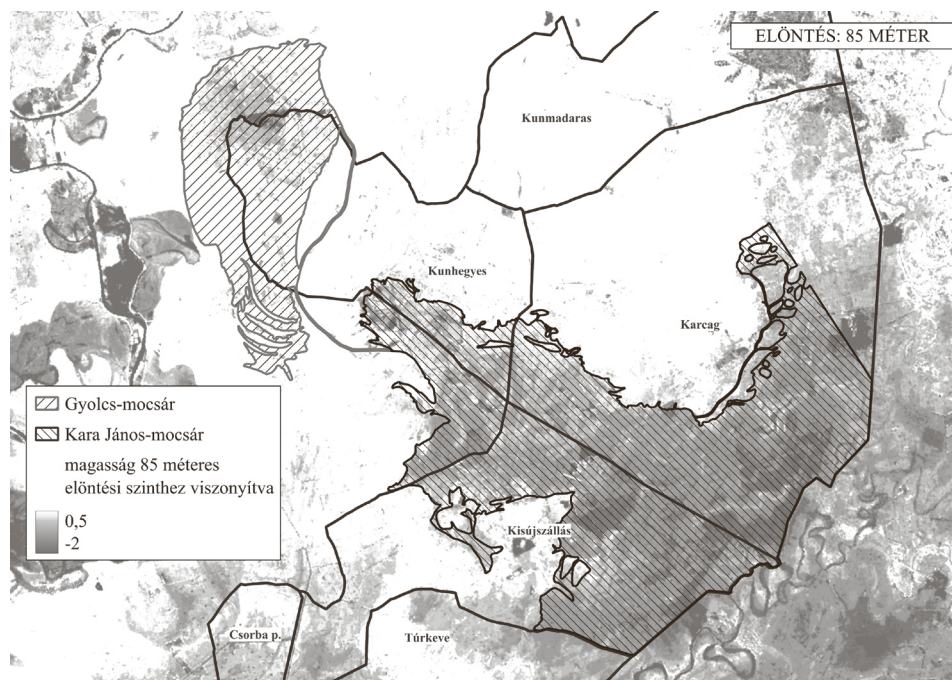 ELÖNTÉS: 85 MÉTER
Kunmadaras
Kunhegyes
Karcag
Gyolcs-mocsár
Kara János-mocsár
magasság 85 méteres
elöntési szinthez viszonyítva
0,5
-2
Kisújszállás
Csorba p.
Túrkeve